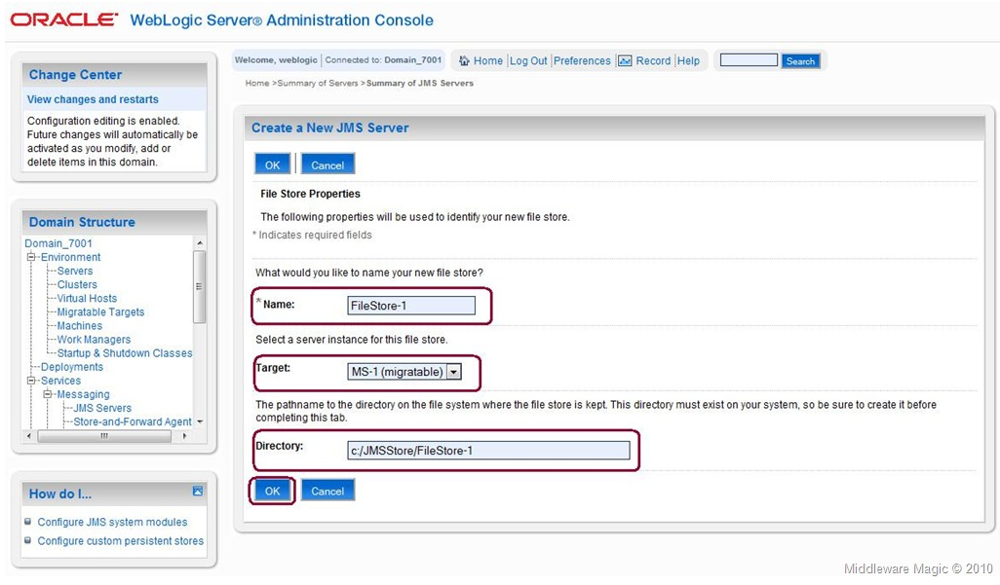 ORACLE® WebLogic Server® Administration Console
Change Center
View changes and restarts
Configuration editing is enabled.
Future changes will automatically be
activated as you modify, add or
delete items in this domain.
Domain Structure
Domain_7001
Environment
Servers
Clusters
Virtual Hosts
Migratable Targets
Machines
Work Managers
Startup & Shutdown Classes
Deployments
Services
Messaging
JMS Servers
Store-and-Forward Agent
How do I...
Configure JMS system modules
Configure custom persistent stores
Welcome, weblogic Connected to: Domain_7001 Home Log Out Preferences Record Help Search
Home >Summary of Servers >Summary of JMS Servers
Create a New JMS Server
OK Cancel
File Store Properties
The following properties will be used to identify your new file store.
* Indicates required fields
What would you like to name your new file store?
* Name: FileStore-1
Select a server instance for this file store.
Target: MS-1 (migratable)
The pathname to the directory on the file system where the file store is kept. This directory must exist on your system, so be sure to create it before
completing this tab.
Directory: c:/JMSStore/FileStore-1
OK Cancel
Middleware Magic © 2010